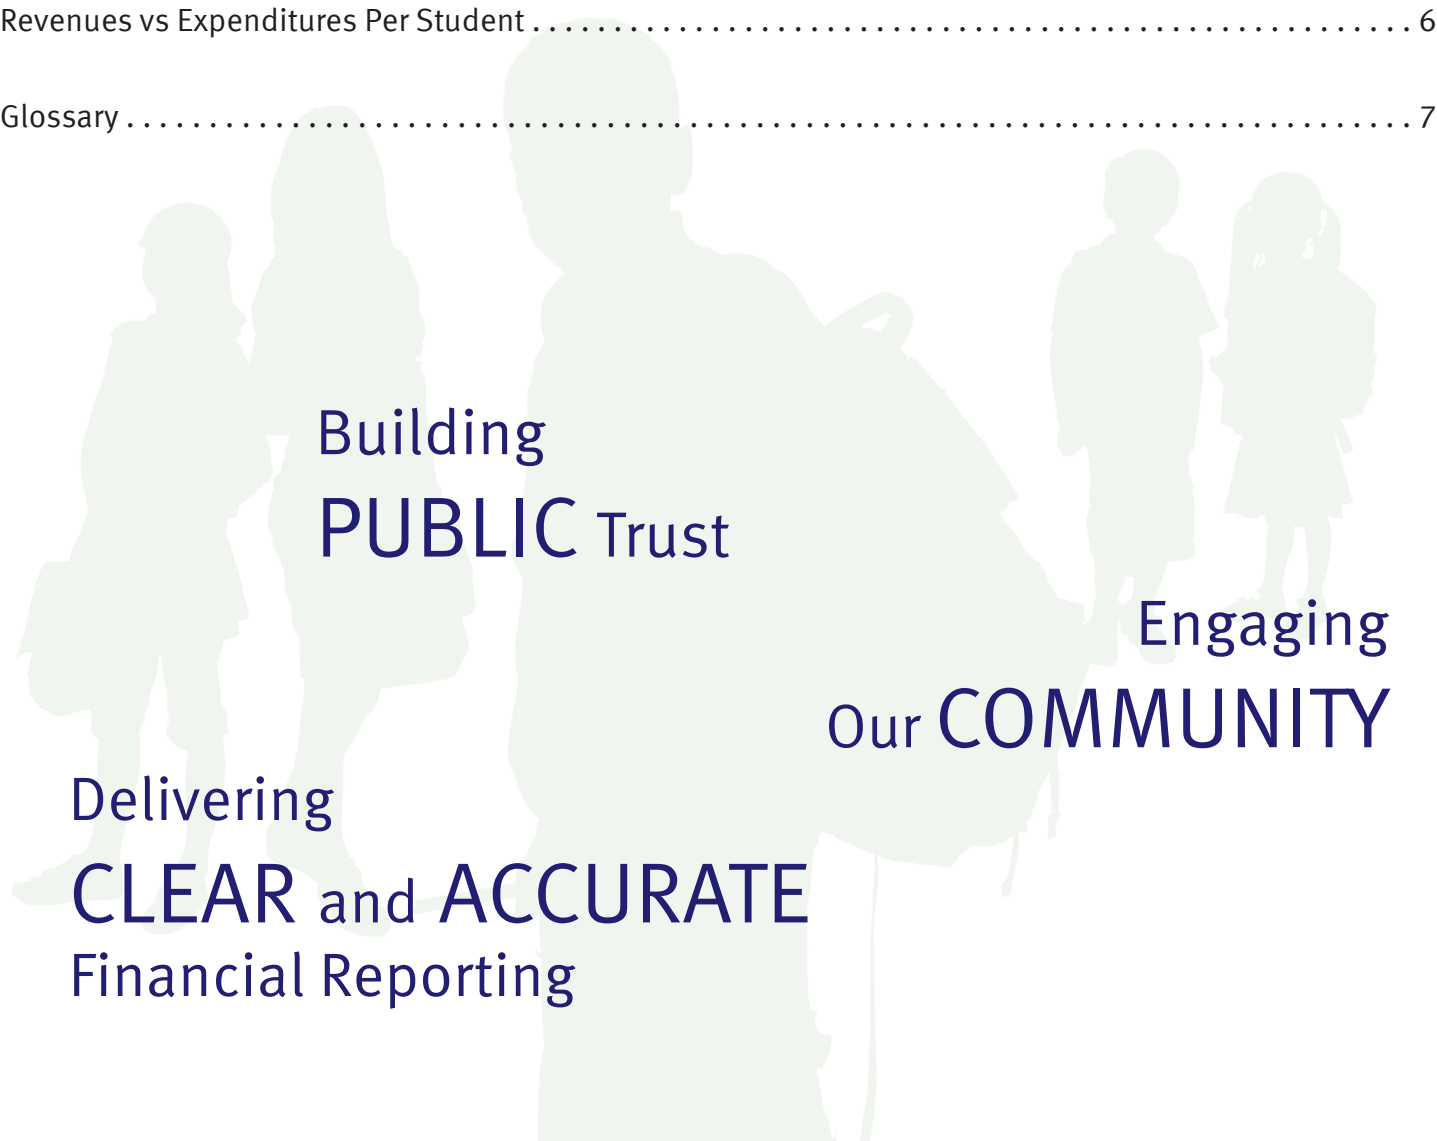 Revenues vs Expenditures Per Student . . . . . . . . . . . . . . . . . . . . . . . . . . . . . . . . . . . . . . . . . . . . . . . . . . . . . . 6
Glossary . . . . . . . . . . . . . . . . . . . . . . . . . . . . . . . . . . . . . . . . . . . . . . . . . . . . . . . . . . . . . . . . . . . . . . . . . . . . . . 7
Building
PUBLIC Trust
Engaging
Our COMMUNITY
Delivering
CLEAR and ACCURATE
Financial Reporting